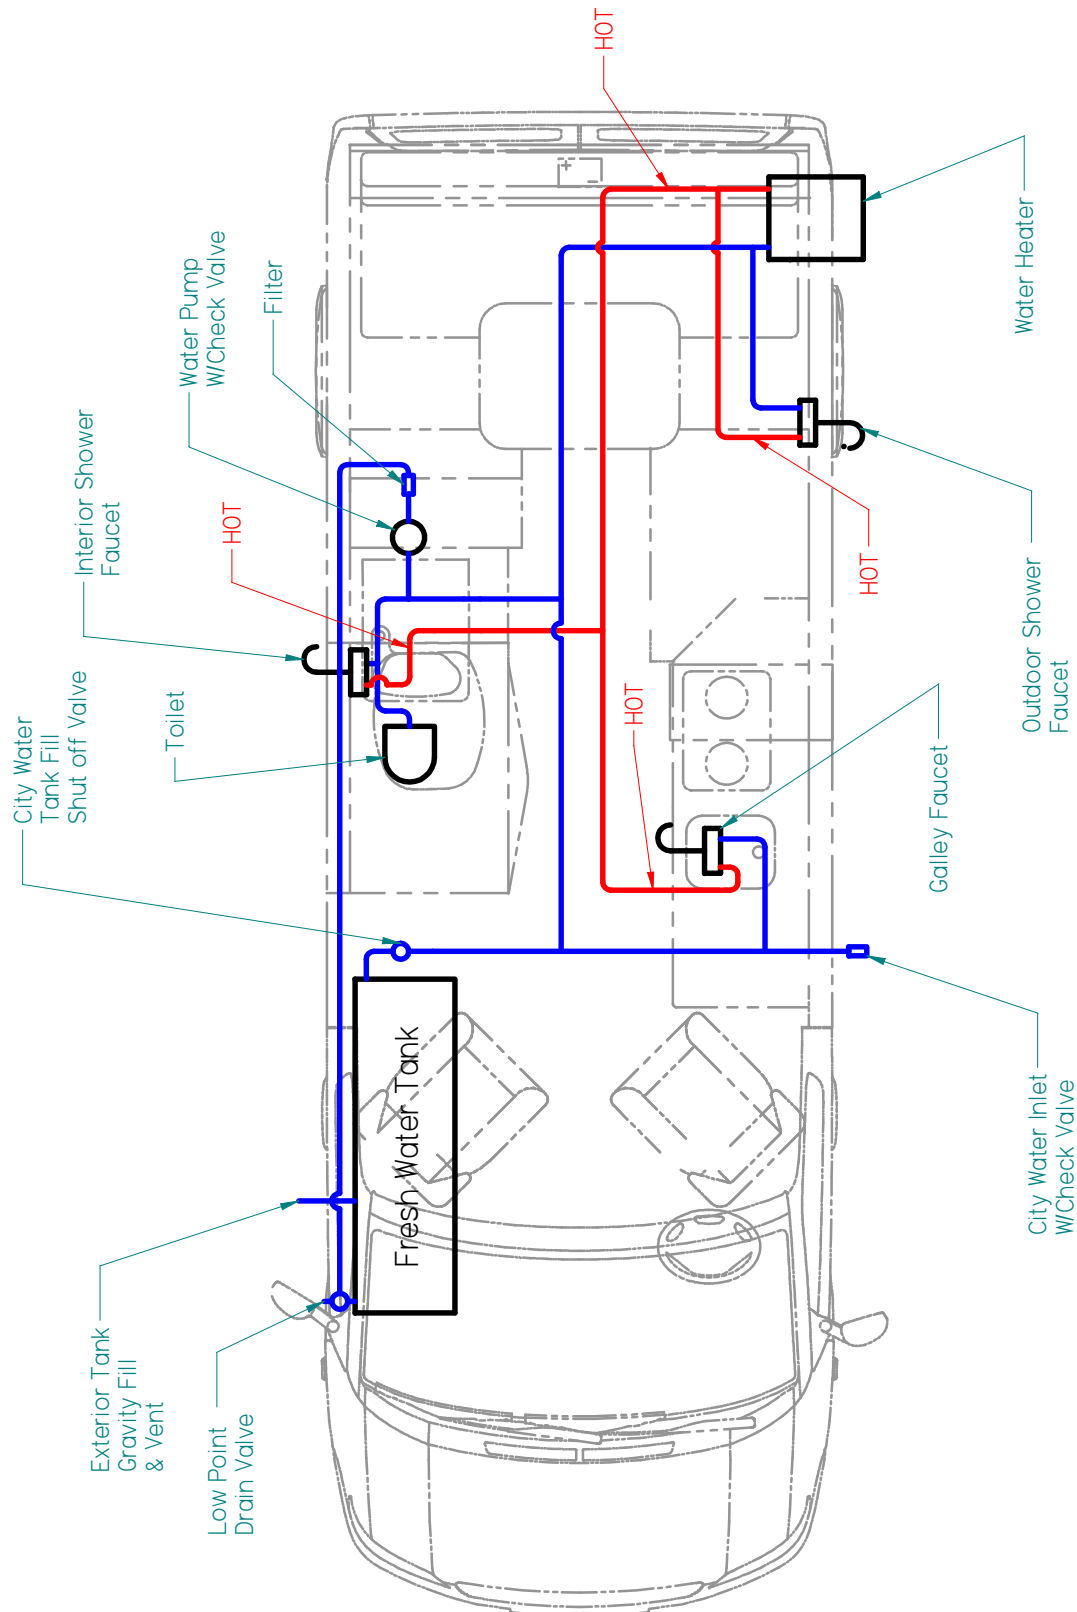 City Water
Tank Fill
Shut off Valve
Interior Shower
Faucet
Water Pump
W/Check Valve
Filter
HOT
Toilet
HOT
Water Heater
HOT
HOT
Outdoor Shower
Faucet
Galley Faucet
City Water Inlet
W/Check Valve
Fresh Water Tank
Exterior Tank
Gravity Fill
& Vent
Low Point
Drain Valve
+
-